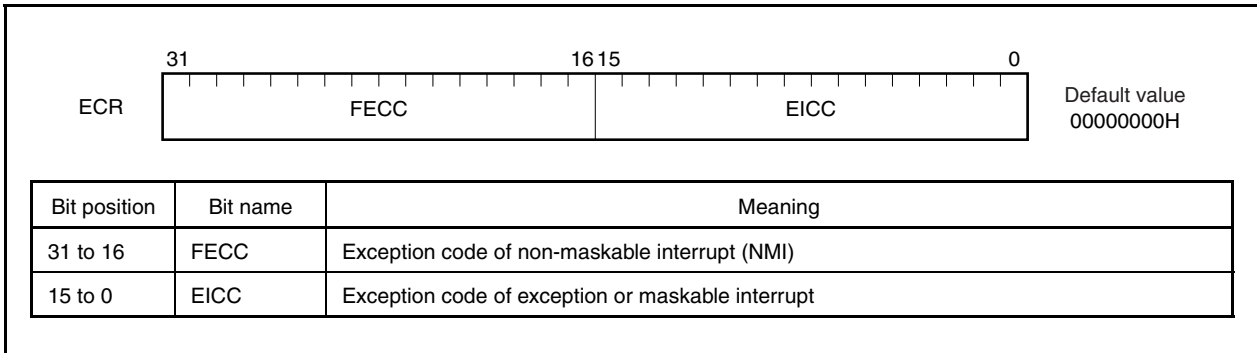 31 16 15 0
ECR FECC EICC Default value
00000000H
Bit position Bit name Meaning
31 to 16 FECC Exception code of non-maskable interrupt (NMI)
15 to 0 EICC Exception code of exception or maskable interrupt